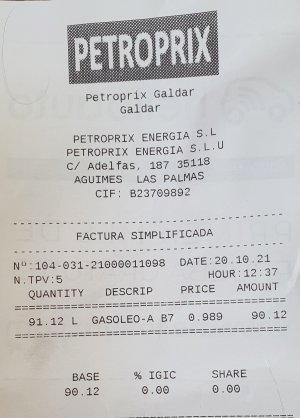 PETROPRIX
Petroprix Galdar
Galdar
PETROPRIX ENERGIA S.L
PETROPRIX ENERGIA S.L.U
C/ Adelfas, 187 35118
AGUIMES LAS PALMAS
CIF: B23709892
FACTURA SIMPLIFICADA
Nº:104-031-21000011098 DATE:20.10.21
N.TPV:5 HOUR:12:37
QUANTITY DESCRIP PRICE AMOUNT
91.12 L GASOLEO-A B7 0.989 90.12
BASE % IGIC SHARE
90.12 0.00 0.00